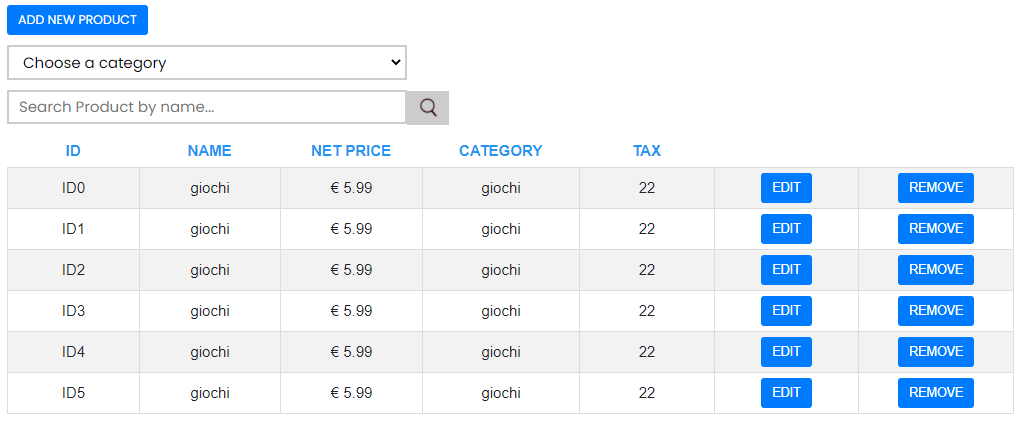 ADD NEW PRODUCT
Choose a category
Search Product by name...
ID NAME NET PRICE CATEGORY TAX
ID0 giochi € 5.99 giochi 22 EDIT REMOVE
ID1 giochi € 5.99 giochi 22 EDIT REMOVE
ID2 giochi € 5.99 giochi 22 EDIT REMOVE
ID3 giochi € 5.99 giochi 22 EDIT REMOVE
ID4 giochi € 5.99 giochi 22 EDIT REMOVE
ID5 giochi € 5.99 giochi 22 EDIT REMOVE